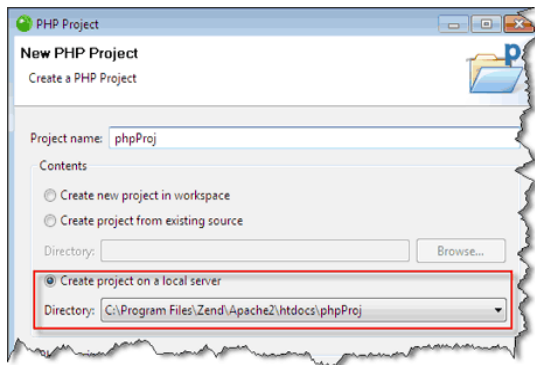 PHP Project
New PHP Project
Create a PHP Project
Project name: phpProj
Contents
Create new project in workspace
Create project from existing source
Directory: Browse...
Create project on a local server
Directory: C:\Program Files\Zend\Apache2\htdocs\phpProj